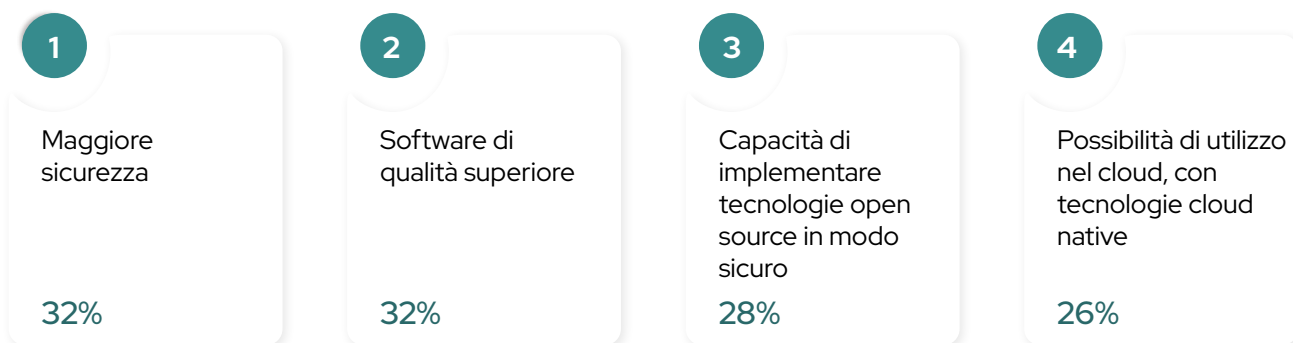 1
Maggiore
sicurezza
32%
2
Software di
qualità superiore
32%
3
Capacità di
implementare
tecnologie open
source in modo
sicuro
28%
4
Possibilità di utilizzo
nel cloud, con
tecnologie cloud
native
26%